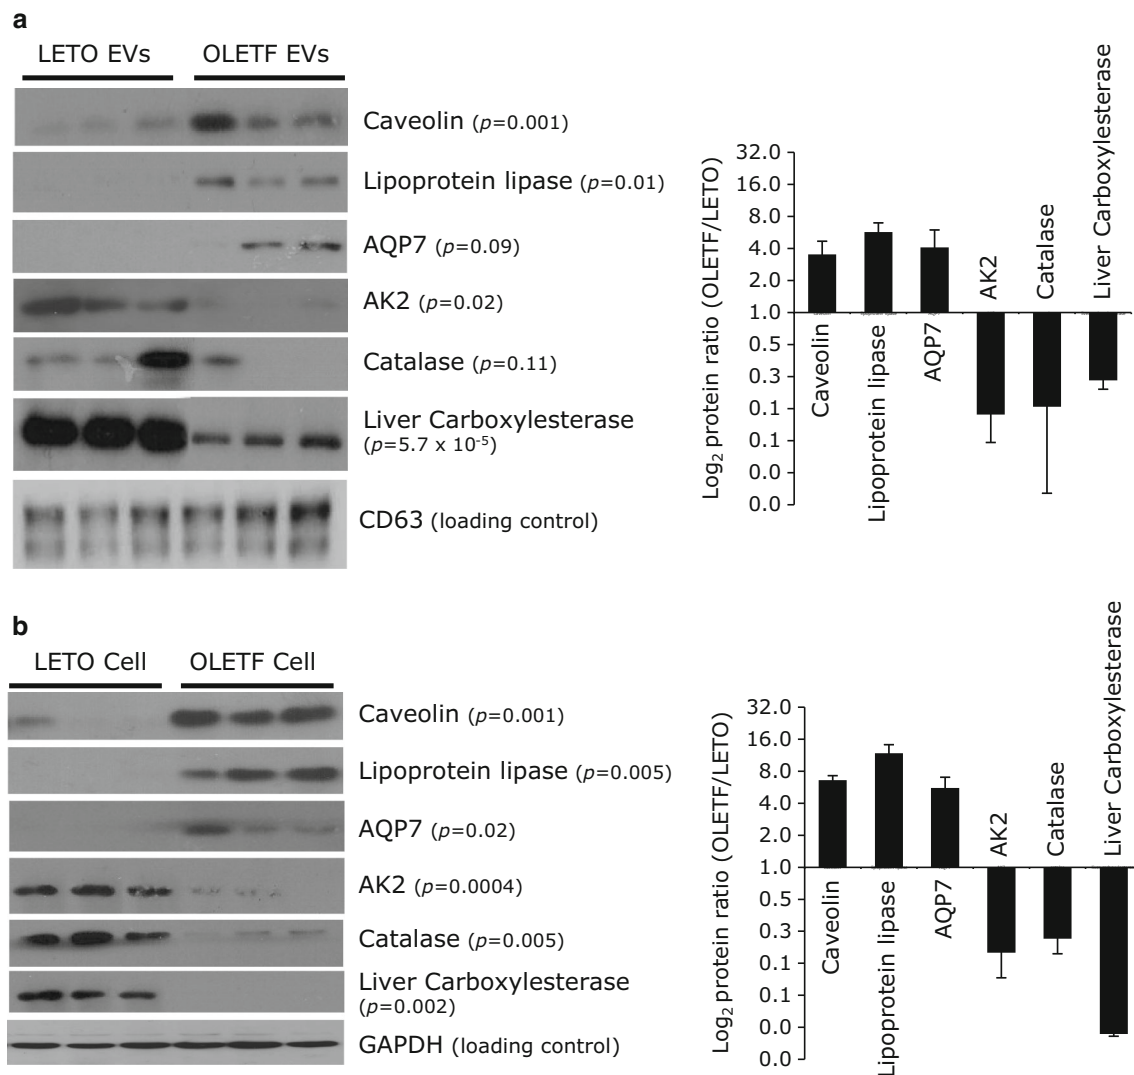 a
LETO EVs OLETF EVs
Caveolin (p=0.001)
Lipoprotein lipase (p=0.01)
AQP7 (p=0.09)
AK2 (p=0.02)
Catalase (p=0.11)
Liver Carboxylesterase
(p=5.7 x 10⁻⁵)
CD63 (loading control)
Log₂ protein ratio (OLETF/LETO)
32.0
16.0
8.0
4.0
2.0
1.0
0.5
0.3
0.1
0.1
0.0
0.0
Caveolin
Lipoprotein lipase
AQP7
AK2
Catalase
Liver Carboxylesterase
b
LETO Cell OLETF Cell
Caveolin (p=0.001)
Lipoprotein lipase (p=0.005)
AQP7 (p=0.02)
AK2 (p=0.0004)
Catalase (p=0.005)
Liver Carboxylesterase
(p=0.002)
GAPDH (loading control)
Log₂ protein ratio (OLETF/LETO)
32.0
16.0
8.0
4.0
2.0
1.0
0.5
0.3
0.1
0.1
0.0
0.0
Caveolin
Lipoprotein lipase
AQP7
AK2
Catalase
Liver Carboxylesterase